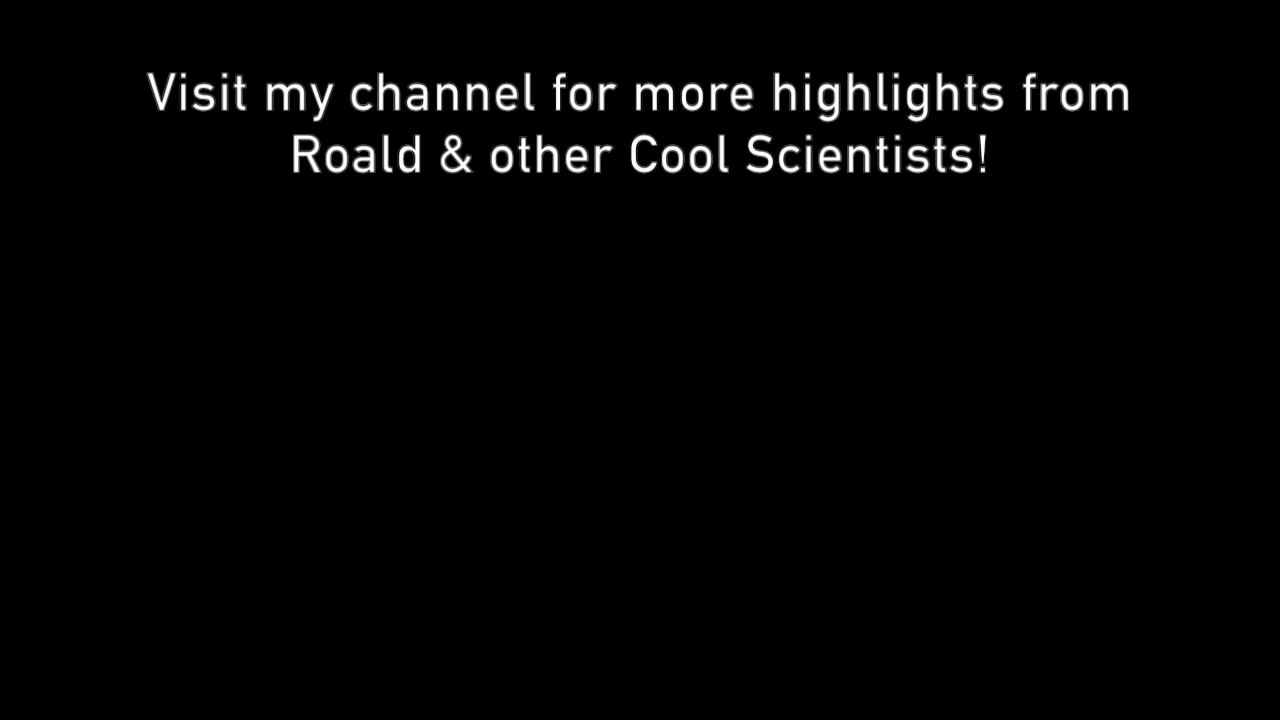 Visit my channel for more highlights from
Roald & other Cool Scientists!